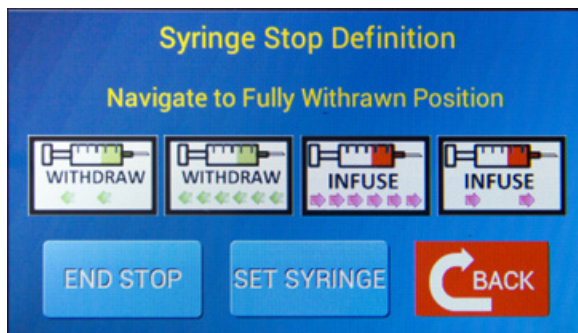 Syringe Stop Definition
Navigate to Fully Withrawn Position
WITHDRAW
WITHDRAW
INFUSE
INFUSE
END STOP
SET SYRINGE
BACK